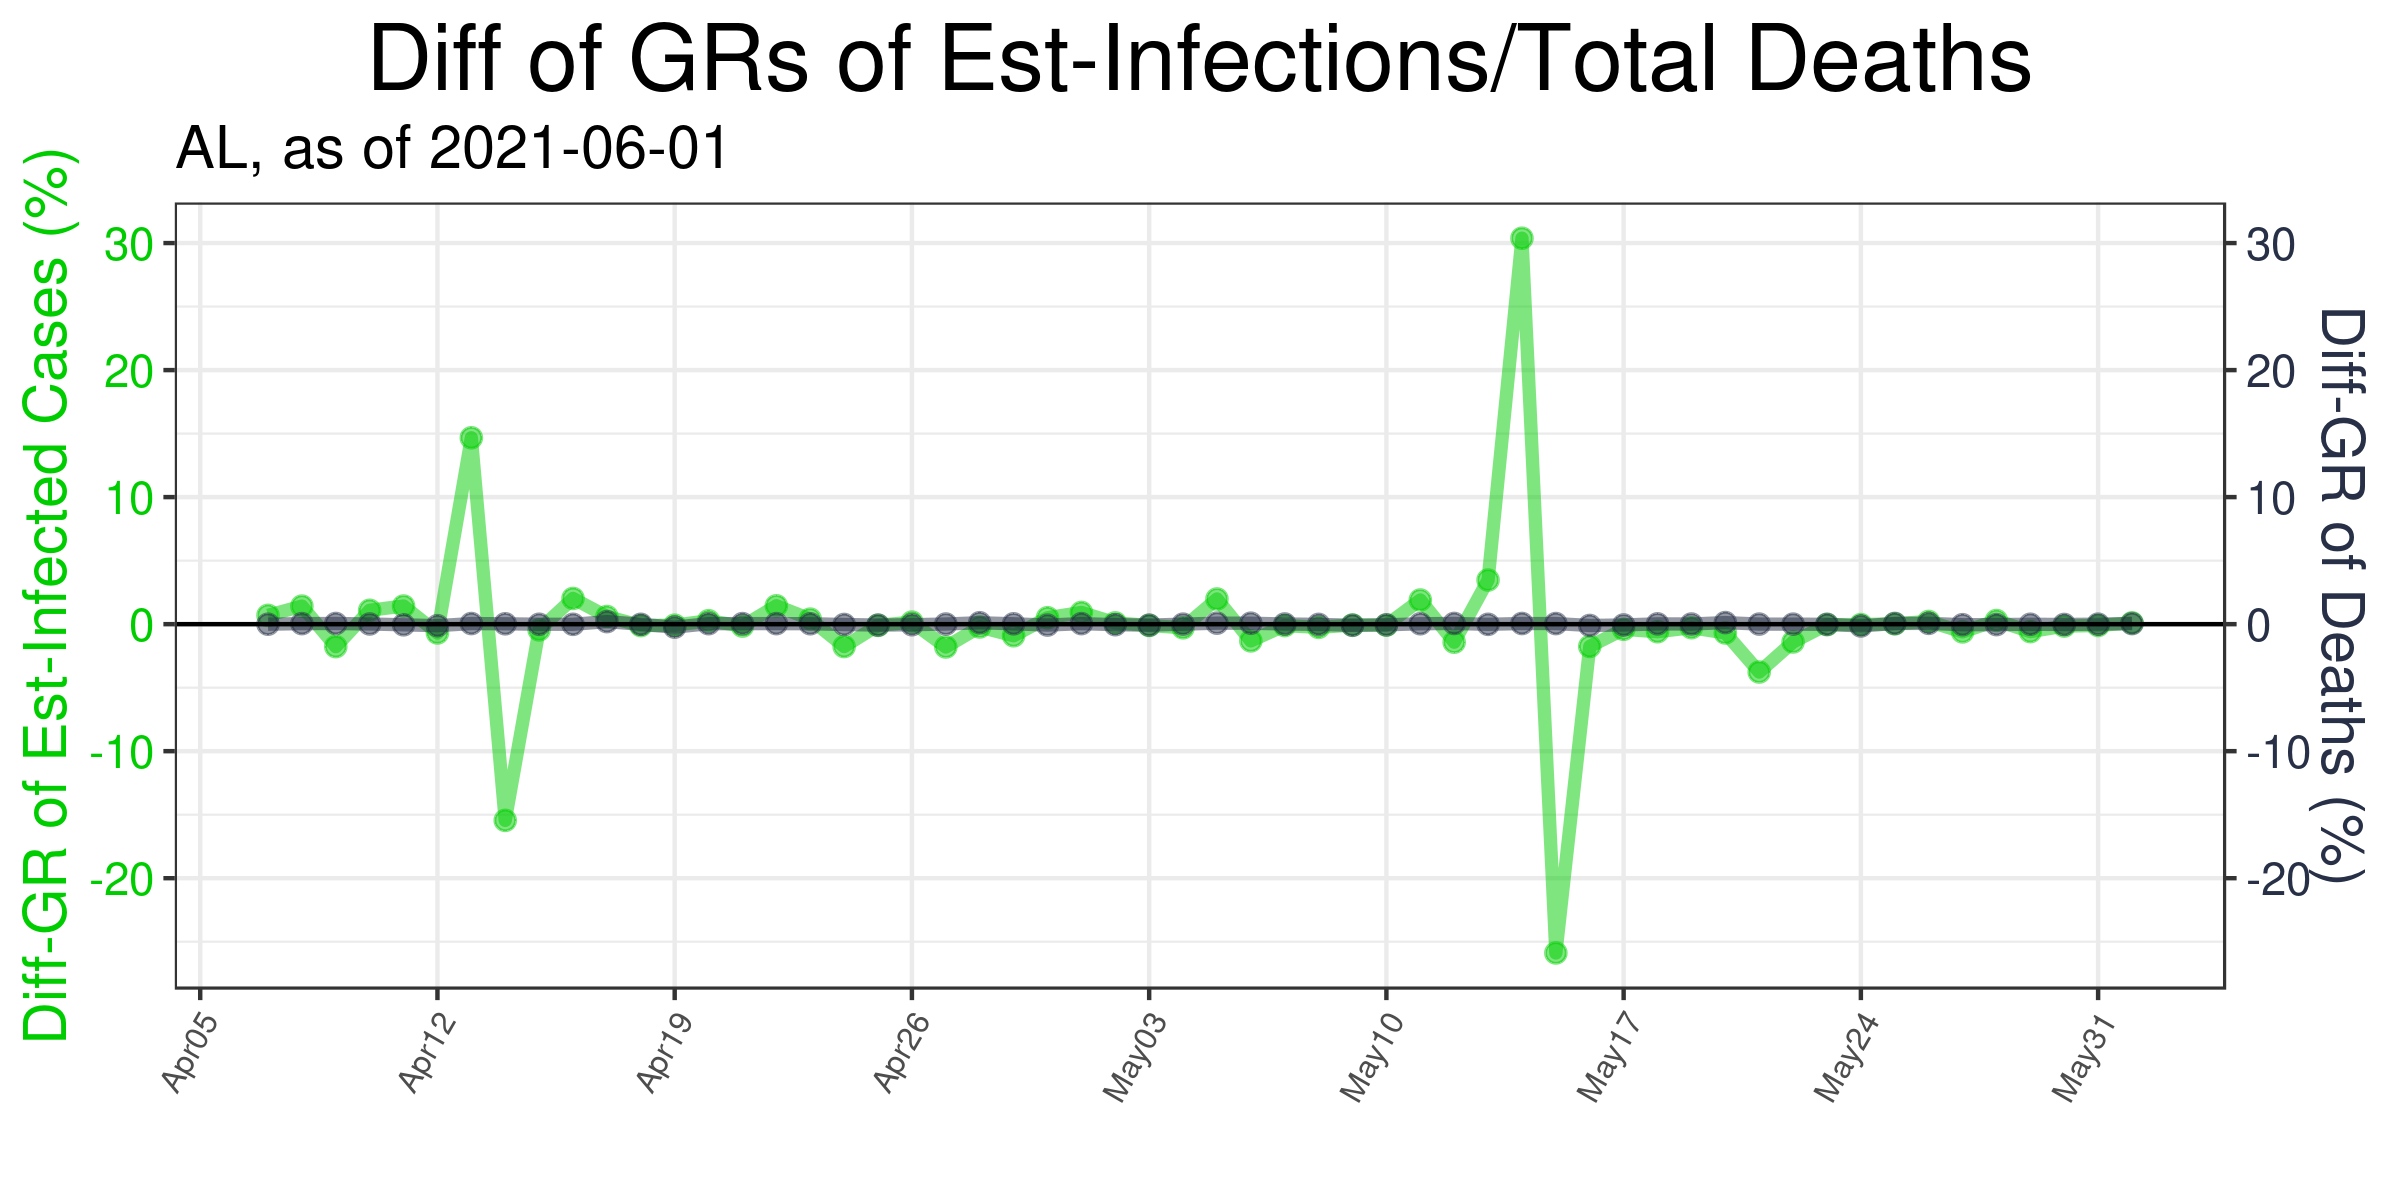 Diff of GRs of Est-Infections/Total Deaths
AL, as of 2021-06-01
Diff-GR of Est-Infected Cases (%)
30
20
10
0
-10
-20
30
20
10
0
-10
-20
Diff-GR of Deaths (%)
Apr05
Apr12
Apr19
Apr26
May03
May10
May17
May24
May31